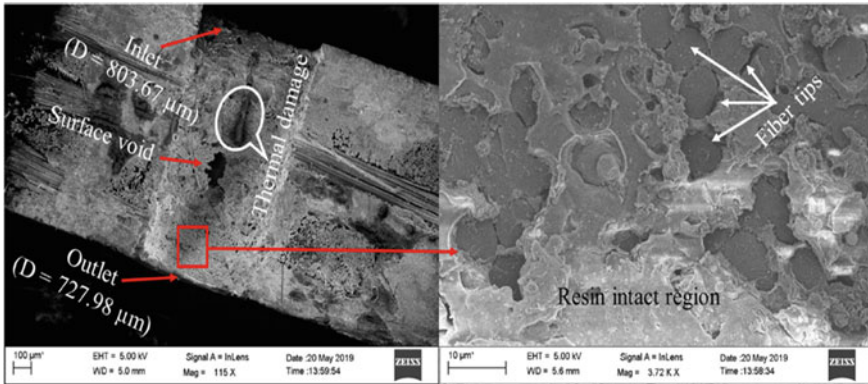 Inlet
(D = 803.67 µm)
Surface void
Thermal damage
Outlet
(D = 727.98 µm)
Fiber tips
Resin intact region
100 µm*
EHT = 5.00 kV
Signal A = InLens
Date :20 May 2019
WD = 5.0 mm
Mag = 115 X
Time :13:59:54
ZEISS
10 µm*
EHT = 5.00 kV
Signal A = InLens
Date :20 May 2019
WD = 5.6 mm
Mag = 3.72 K X
Time :13:58:34
ZEISS